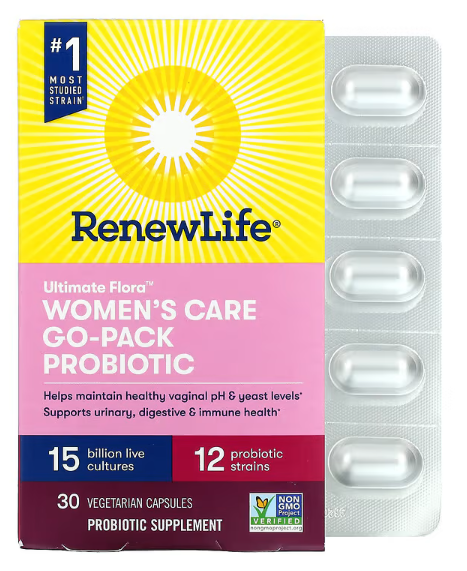 #1
MOST
STUDIED
STRAIN†
RenewLife®
Ultimate Flora™
WOMEN'S CARE
GO-PACK
PROBIOTIC
Helps maintain healthy vaginal pH & yeast levels*
Supports urinary, digestive & immune health*
15 billion live
cultures
12 probiotic
strains
30 VEGETARIAN CAPSULES
PROBIOTIC SUPPLEMENT
NON
GMO
Project
VERIFIED
nongmoproject.org